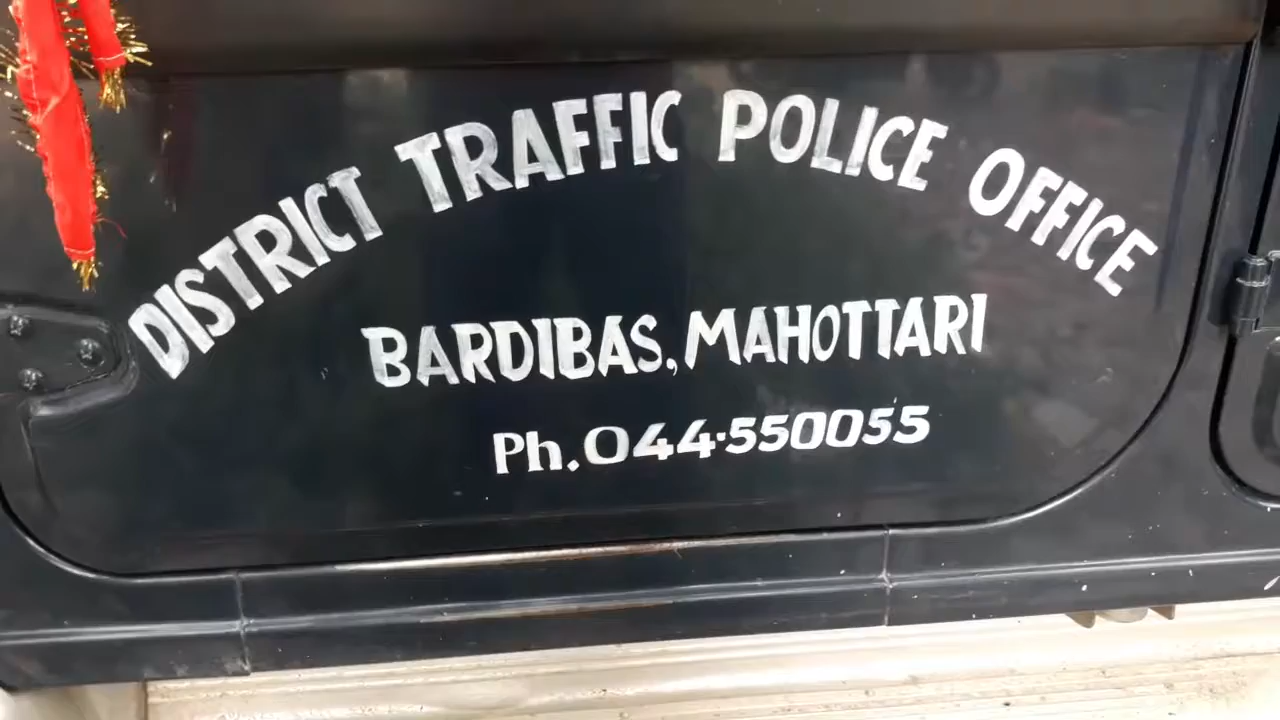 DISTRICT TRAFFIC POLICE OFFICE
BARDIBAS, MAHOTTARI
Ph. 044-550055